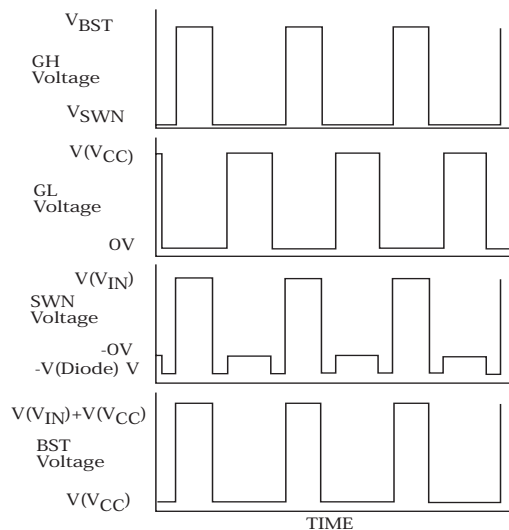 VBST
GH
Voltage
VSWN
V(VCC)
GL
Voltage
0V
V(VIN)
SWN
Voltage
-0V
-V(Diode) V
V(VIN)+V(VCC)
BST
Voltage
V(VCC)
TIME